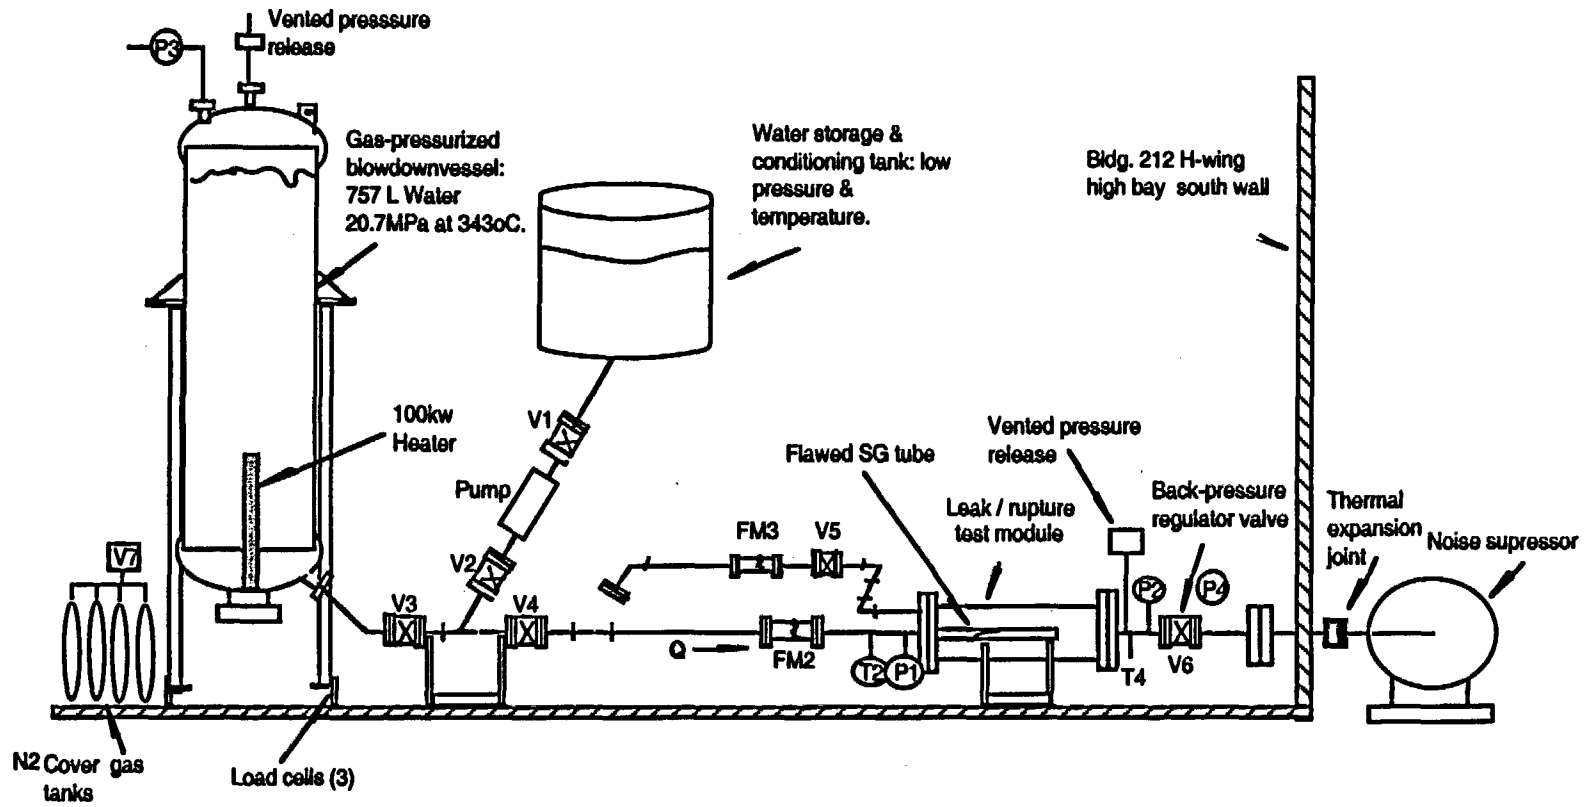 Vented presssure
release
P3
Gas-pressurized
blowdownvessel:
757 L Water
20.7MPa at 343oC.
Water storage &
conditioning tank: low
pressure &
temperature.
Bldg. 212 H-wing
high bay south wall
100kw
Heater
V1
Pump
V2
V3
V4
V7
FM3
V5
Flawed SG tube
Leak / rupture
test module
Vented pressure
release
Back-pressure
regulator valve
Thermal
expansion
joint
Noise supressor
Q
FM2
T2
P1
P2
P4
T4
V6
N2 Cover gas
tanks
Load cells (3)